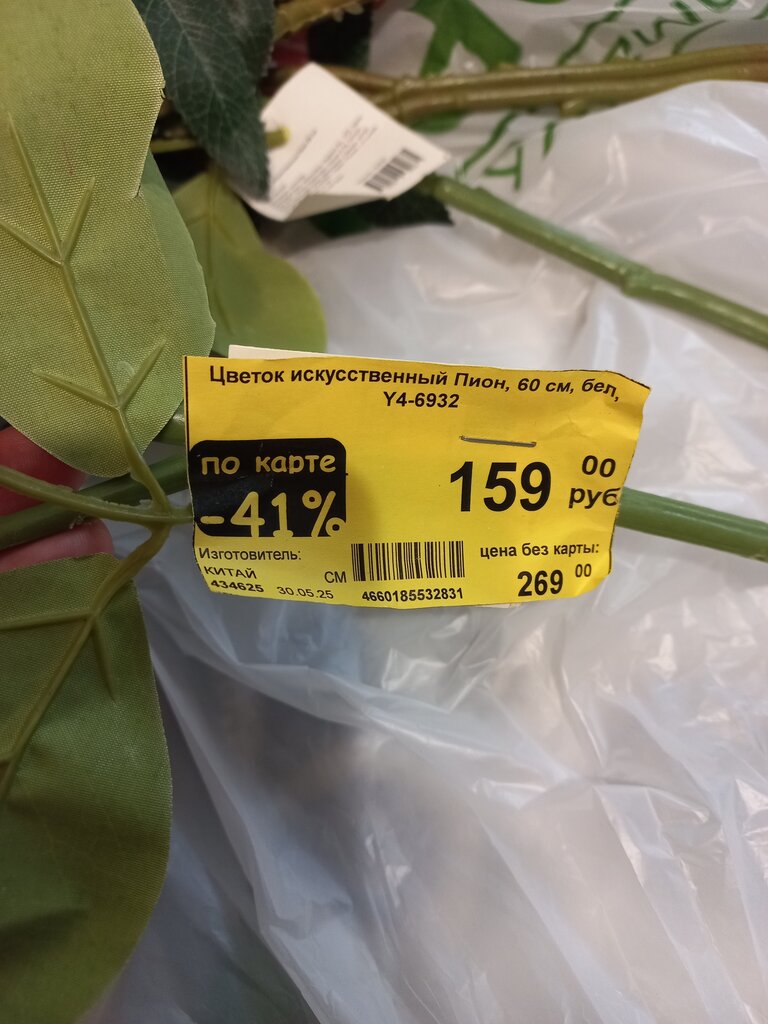 Цветок искусственный Пион, 60 см, бел,
Y4-6932
по карте
-41%
159 00
руб
Изготовитель:
КИТАЙ
СМ
434625 30.05.25
4660185532831
цена без карты:
269 00